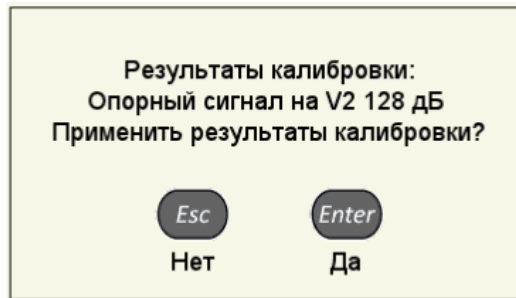 Результаты калибровки:
Опорный сигнал на V2 128 дБ
Применить результаты калибровки?
Esc Enter
Нет Да